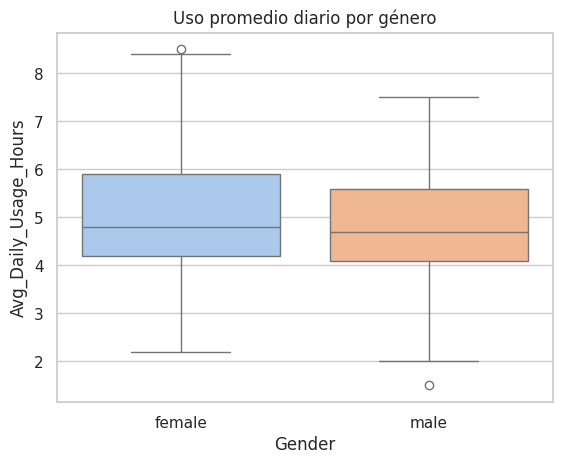 Uso promedio diario por género
Avg_Daily_Usage_Hours
8
7
6
5
4
3
2
female
male
Gender